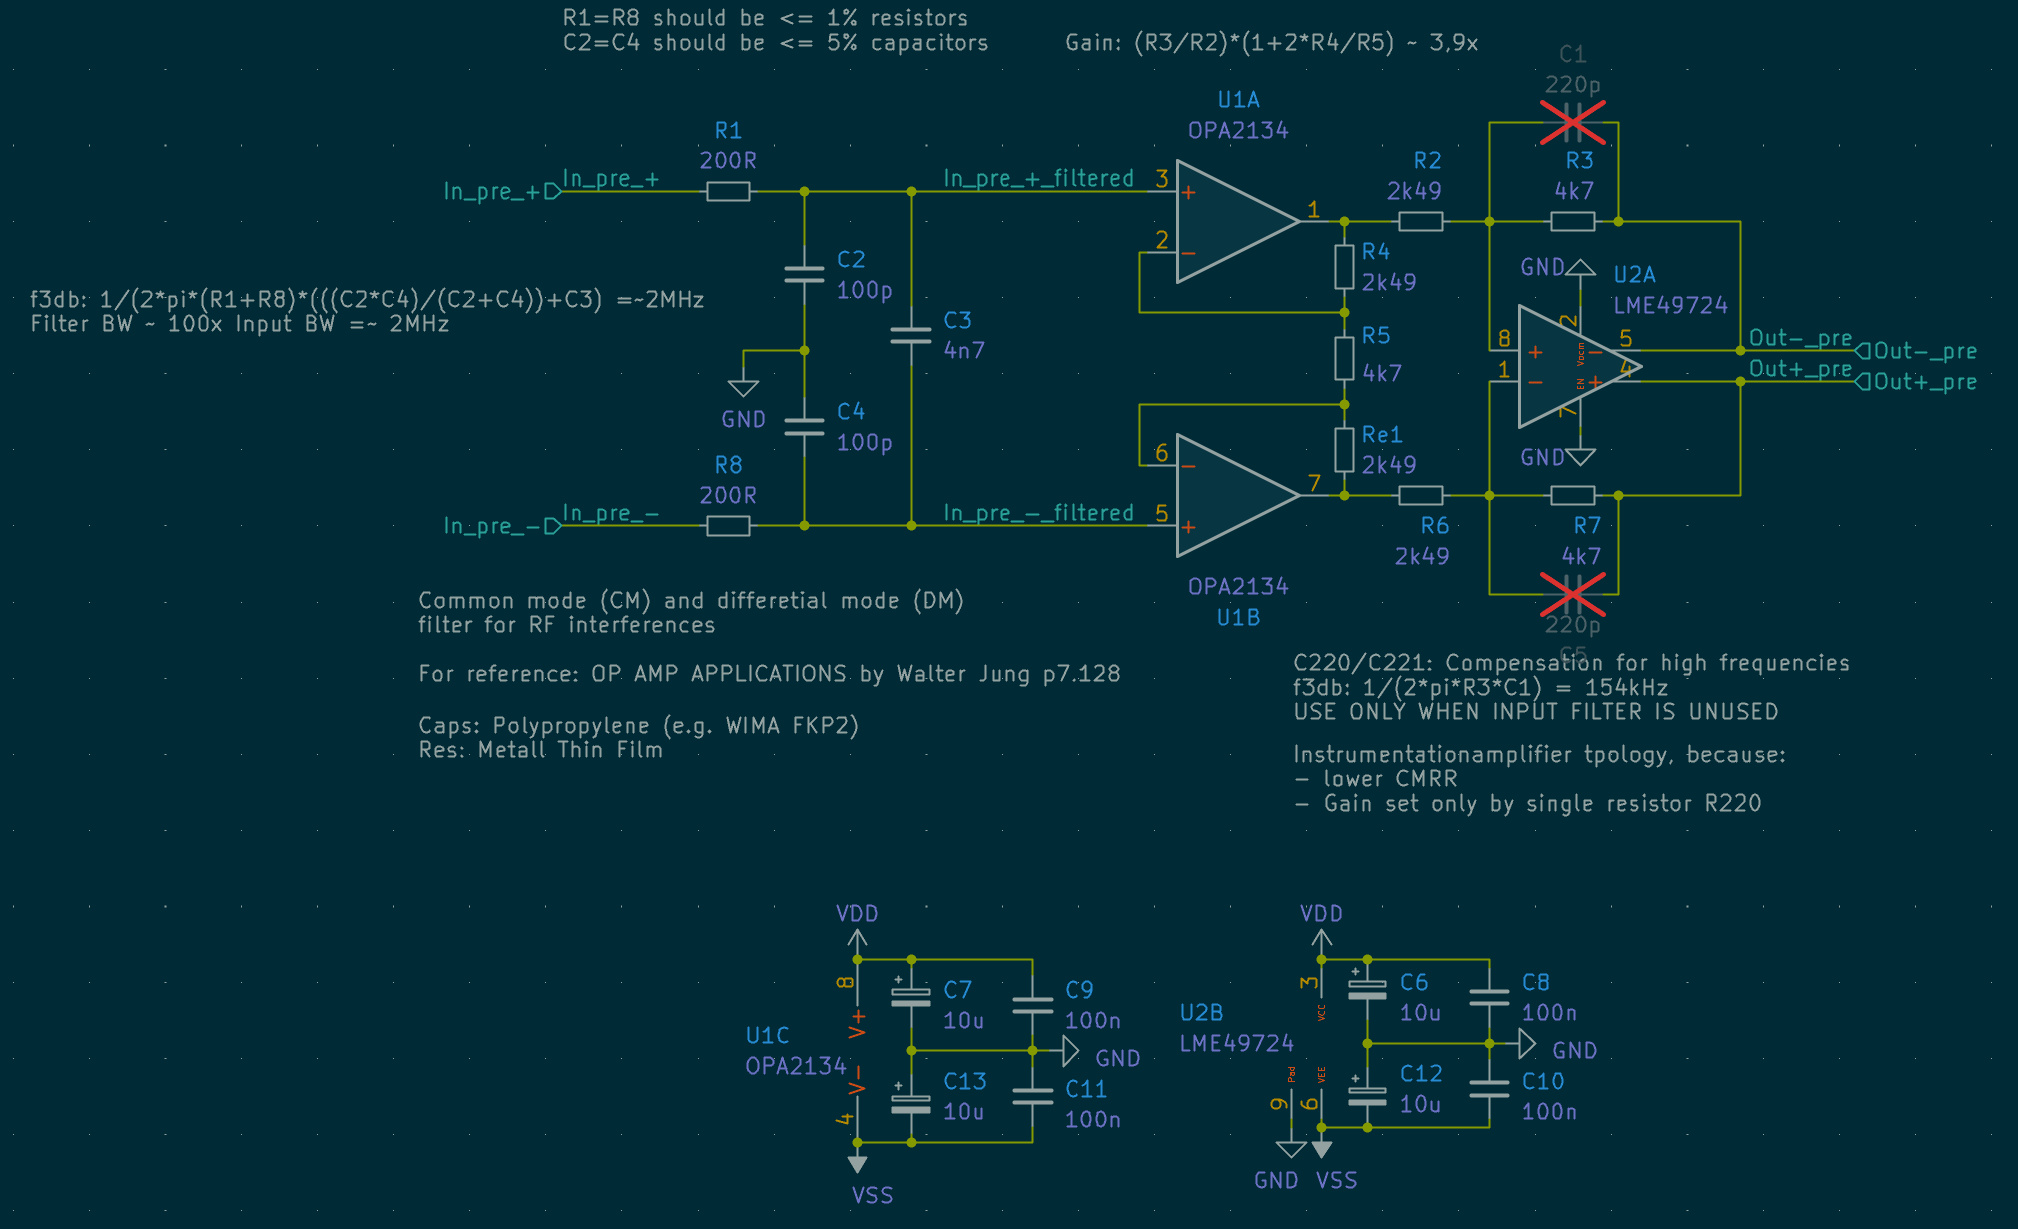 R1=R8 should be <= 1% resistors
C2=C4 should be <= 5% capacitors
Gain: (R3/R2)*(1+2*R4/R5) ~ 3,9x
C1
220p
U1A
OPA2134
R1
200R
R2
2k49
R3
4k7
In_pre_+
In_pre_+
In_pre_+_filtered
3
+
1
2
−
C2
100p
R4
2k49
GND
2
U2A
LME49724
f3db: 1/(2*pi*(R1+R8)*(((C2*C4)/(C2+C4))+C3) =~2MHz
Filter BW ~ 100x Input BW =~ 2MHz
C3
4n7
R5
4k7
8
+
Vocm
−
5
Out-_pre
Out-_pre
1
−
EN
+
4
Out+_pre
Out+_pre
7
GND
GND
C4
100p
Re1
2k49
6
−
7
5
+
R8
200R
In_pre_-
In_pre_-
In_pre_-_filtered
R6
2k49
R7
4k7
OPA2134
U1B
220p
C5
Common mode (CM) and differetial mode (DM)
filter for RF interferences
For reference: OP AMP APPLICATIONS by Walter Jung p7.128
Caps: Polypropylene (e.g. WIMA FKP2)
Res: Metall Thin Film
C220/C221: Compensation for high frequencies
f3db: 1/(2*pi*R3*C1) = 154kHz
USE ONLY WHEN INPUT FILTER IS UNUSED
Instrumentationamplifier tpology, because:
- lower CMRR
- Gain set only by single resistor R220
VDD
8
V+
U1C
OPA2134
V-
4
VSS
C7
10u
C9
100n
GND
C13
10u
C11
100n
VDD
3
VCC
U2B
LME49724
Pad
VEE
9
6
GND
VSS
C6
10u
C8
100n
GND
C12
10u
C10
100n